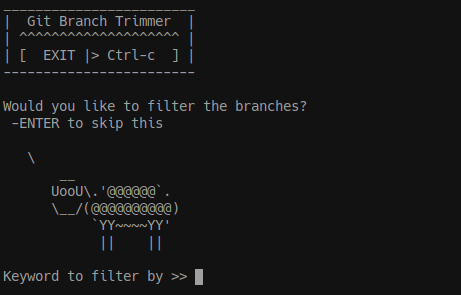 ________________________
|  Git Branch Trimmer  |
| ^^^^^^^^^^^^^^^^^^^^ |
| [  EXIT |> Ctrl-c  ] |
------------------------

Would you like to filter the branches?
 -ENTER to skip this

   \
       __
      UooU\.'@@@@@@`.
      \__/(@@@@@@@@@@)
           `YY~~~~YY'
            ||    ||

Keyword to filter by >>